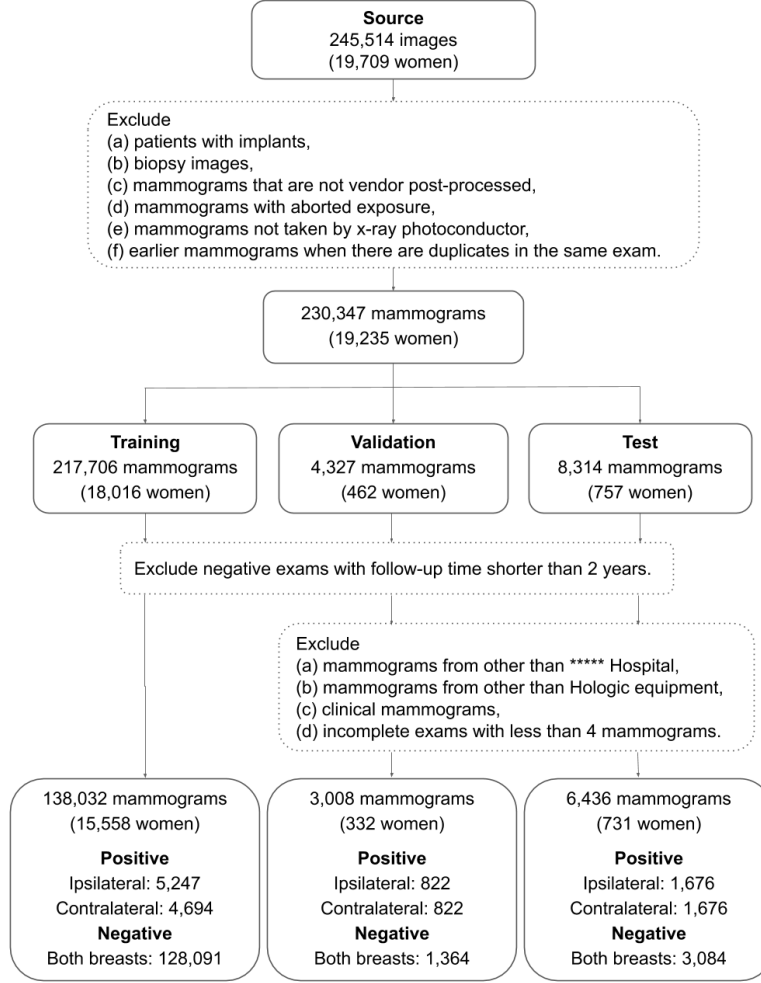 Source
245,514 images
(19,709 women)
Exclude
(a) patients with implants,
(b) biopsy images,
(c) mammograms that are not vendor post-processed,
(d) mammograms with aborted exposure,
(e) mammograms not taken by x-ray photoconductor,
(f) earlier mammograms when there are duplicates in the same exam.
230,347 mammograms
(19,235 women)
Training
217,706 mammograms
(18,016 women)
Validation
4,327 mammograms
(462 women)
Test
8,314 mammograms
(757 women)
Exclude negative exams with follow-up time shorter than 2 years.
Exclude
(a) mammograms from other than ***** Hospital,
(b) mammograms from other than Hologic equipment,
(c) clinical mammograms,
(d) incomplete exams with less than 4 mammograms.
138,032 mammograms
(15,558 women)
Positive
Ipsilateral: 5,247
Contralateral: 4,694
Negative
Both breasts: 128,091
3,008 mammograms
(332 women)
Positive
Ipsilateral: 822
Contralateral: 822
Negative
Both breasts: 1,364
6,436 mammograms
(731 women)
Positive
Ipsilateral: 1,676
Contralateral: 1,676
Negative
Both breasts: 3,084